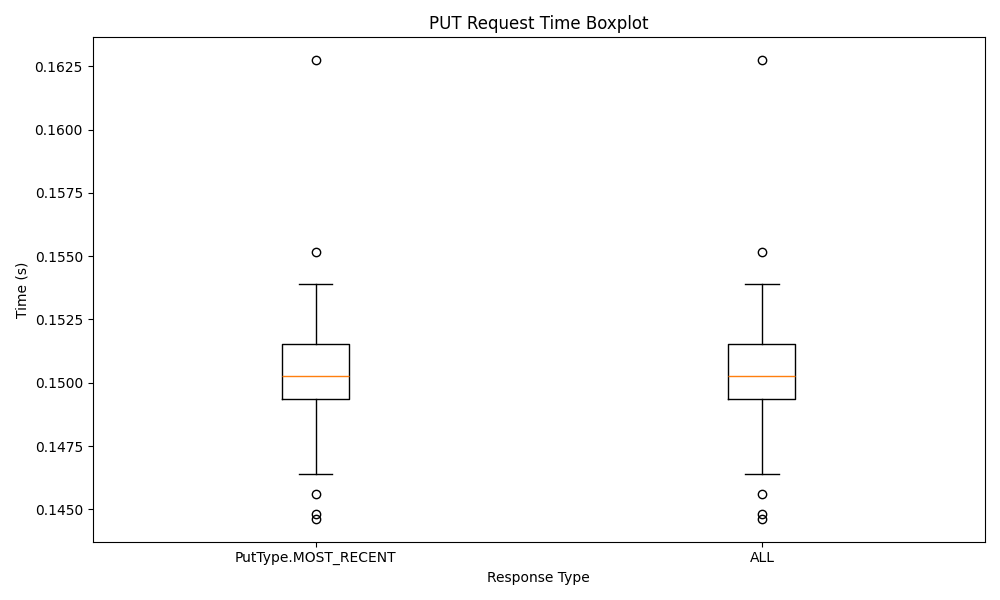 PUT Request Time Boxplot
0.1625
0.1600
0.1575
0.1550
0.1525
0.1500
0.1475
0.1450
Time (s)
PutType.MOST_RECENT
ALL
Response Type